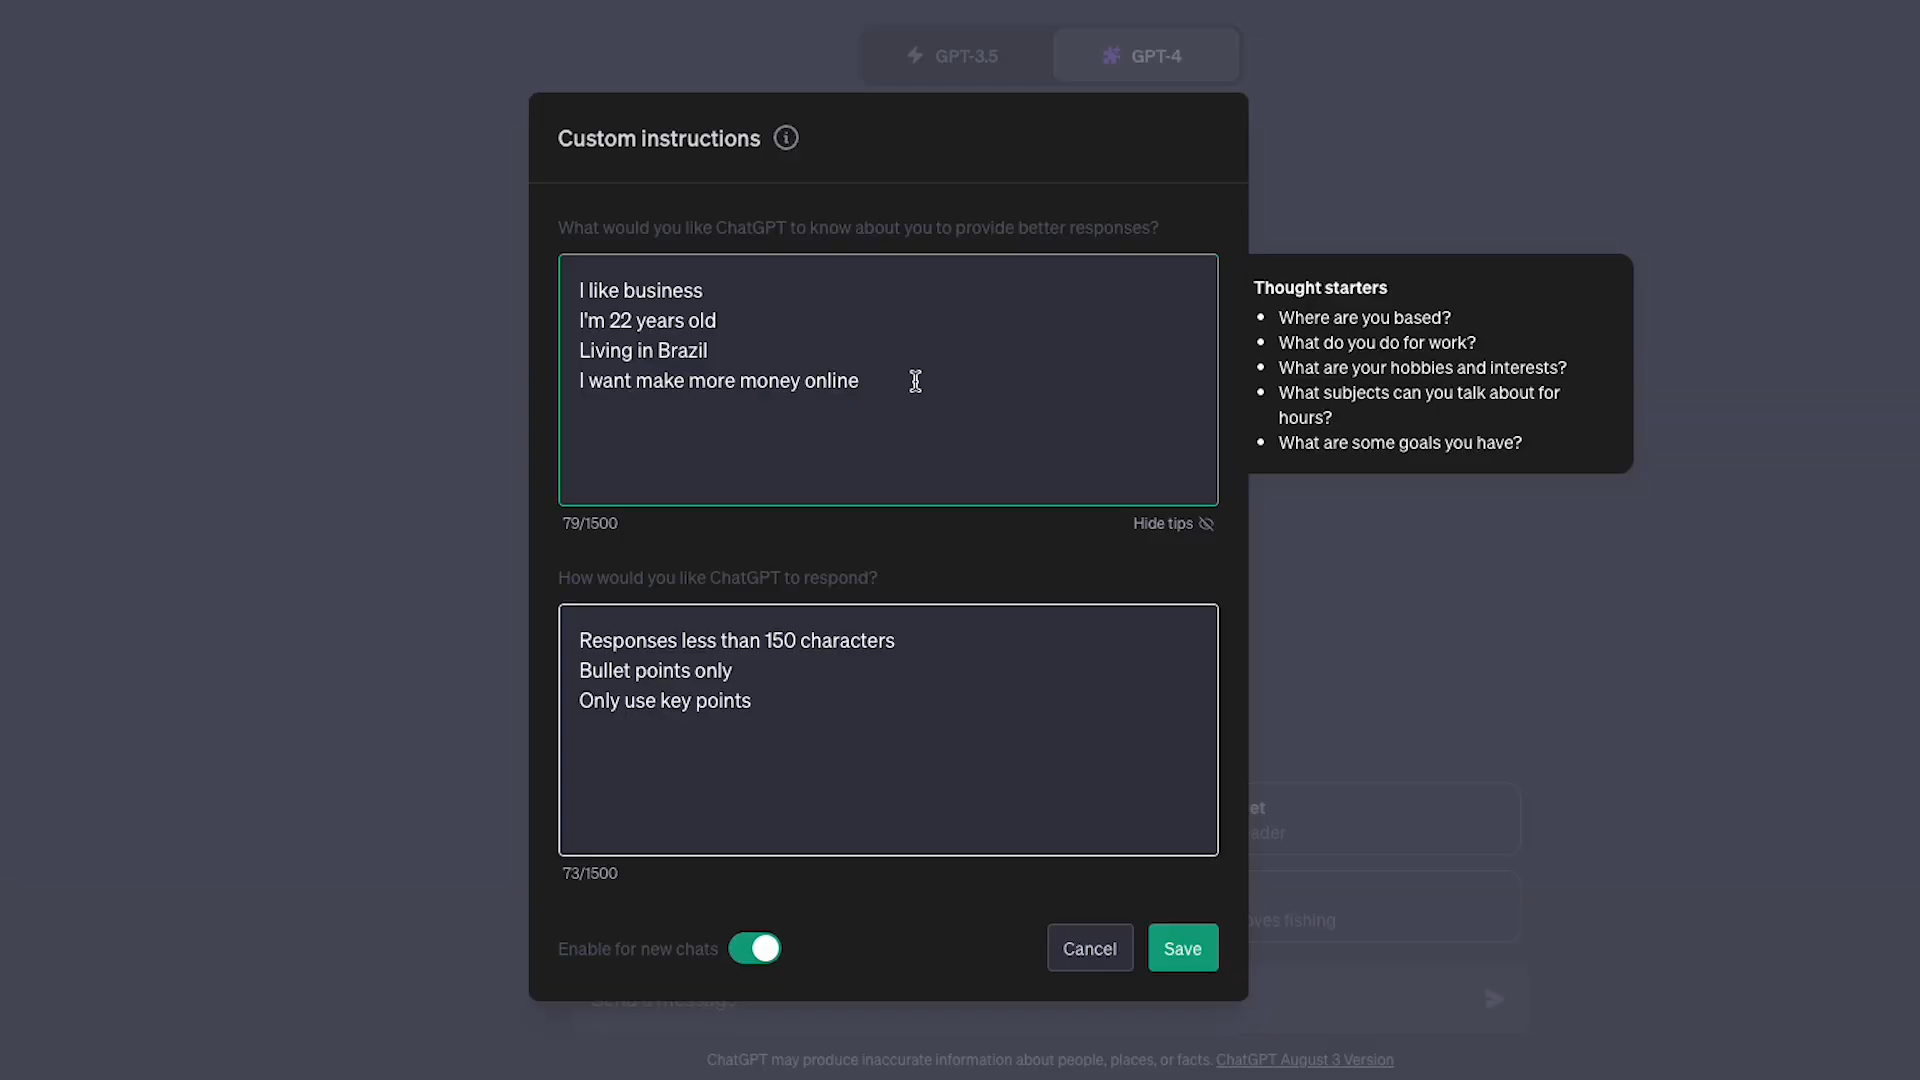 GPT-3.5
GPT-4
Custom instructions
What would you like ChatGPT to know about you to provide better responses?
I like business
I'm 22 years old
Living in Brazil
I want make more money online
79/1500
Hide tips
Thought starters
Where are you based?
What do you do for work?
What are your hobbies and interests?
What subjects can you talk about for
hours?
What are some goals you have?
How would you like ChatGPT to respond?
Responses less than 150 characters
Bullet points only
Only use key points
73/1500
Enable for new chats
Cancel
Save
fishing
Send a message
ChatGPT may produce inaccurate information about people, places, or facts. ChatGPT August 3 Version